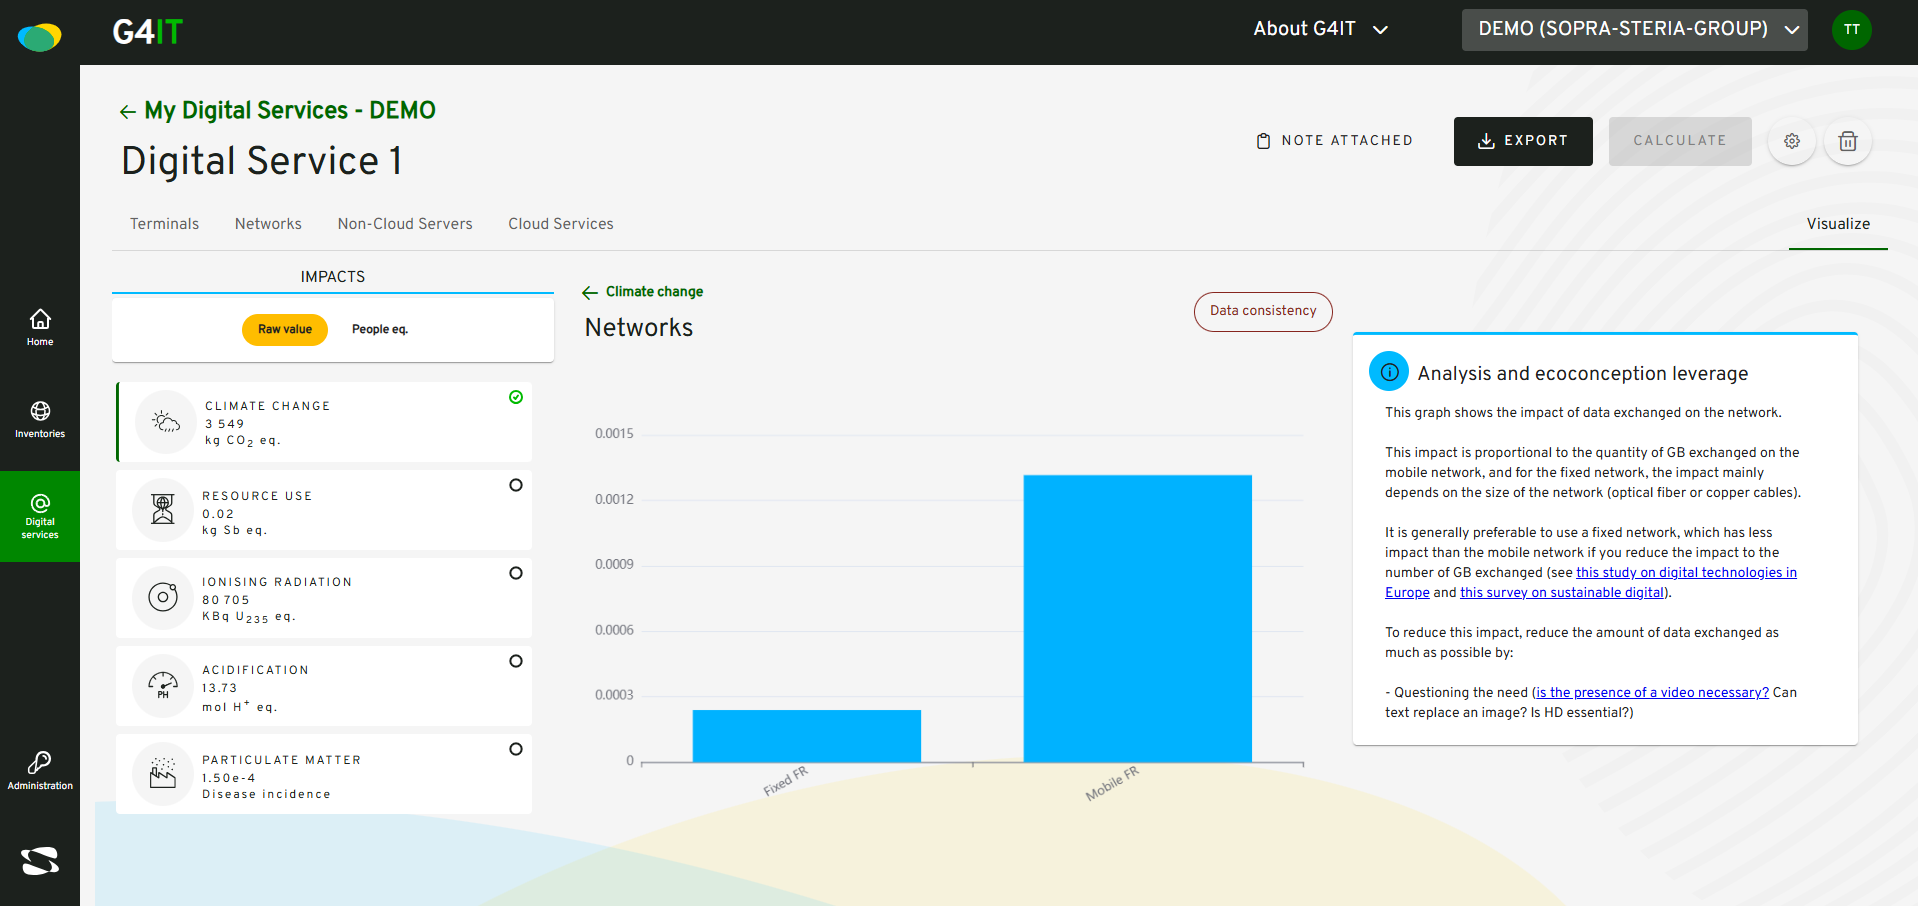 G4IT
About G4IT
DEMO (SOPRA-STERIA-GROUP)
TT
My Digital Services - DEMO
Digital Service 1
NOTE ATTACHED
EXPORT
CALCULATE
Terminals
Networks
Non-Cloud Servers
Cloud Services
Visualize
Home
Inventories
Digital
services
Administration
IMPACTS
Raw value
People eq.
CLIMATE CHANGE
3 549
kg CO2 eq.
RESOURCE USE
0.02
kg Sb eq.
IONISING RADIATION
80 705
KBq U235 eq.
PH
ACIDIFICATION
13.73
mol H+ eq.
PARTICULATE MATTER
1.50e-4
Disease incidence
Climate change
Networks
Data consistency
0.0015
0.0012
0.0009
0.0006
0.0003
0
Fixed FR
Mobile FR
Analysis and ecoconception leverage
This graph shows the impact of data exchanged on the network.
This impact is proportional to the quantity of GB exchanged on the
mobile network, and for the fixed network, the impact mainly
depends on the size of the network (optical fiber or copper cables).
It is generally preferable to use a fixed network, which has less
impact than the mobile network if you reduce the impact to the
number of GB exchanged (see this study on digital technologies in
Europe and this survey on sustainable digital).
To reduce this impact, reduce the amount of data exchanged as
much as possible by:
- Questioning the need (is the presence of a video necessary? Can
text replace an image? Is HD essential?)